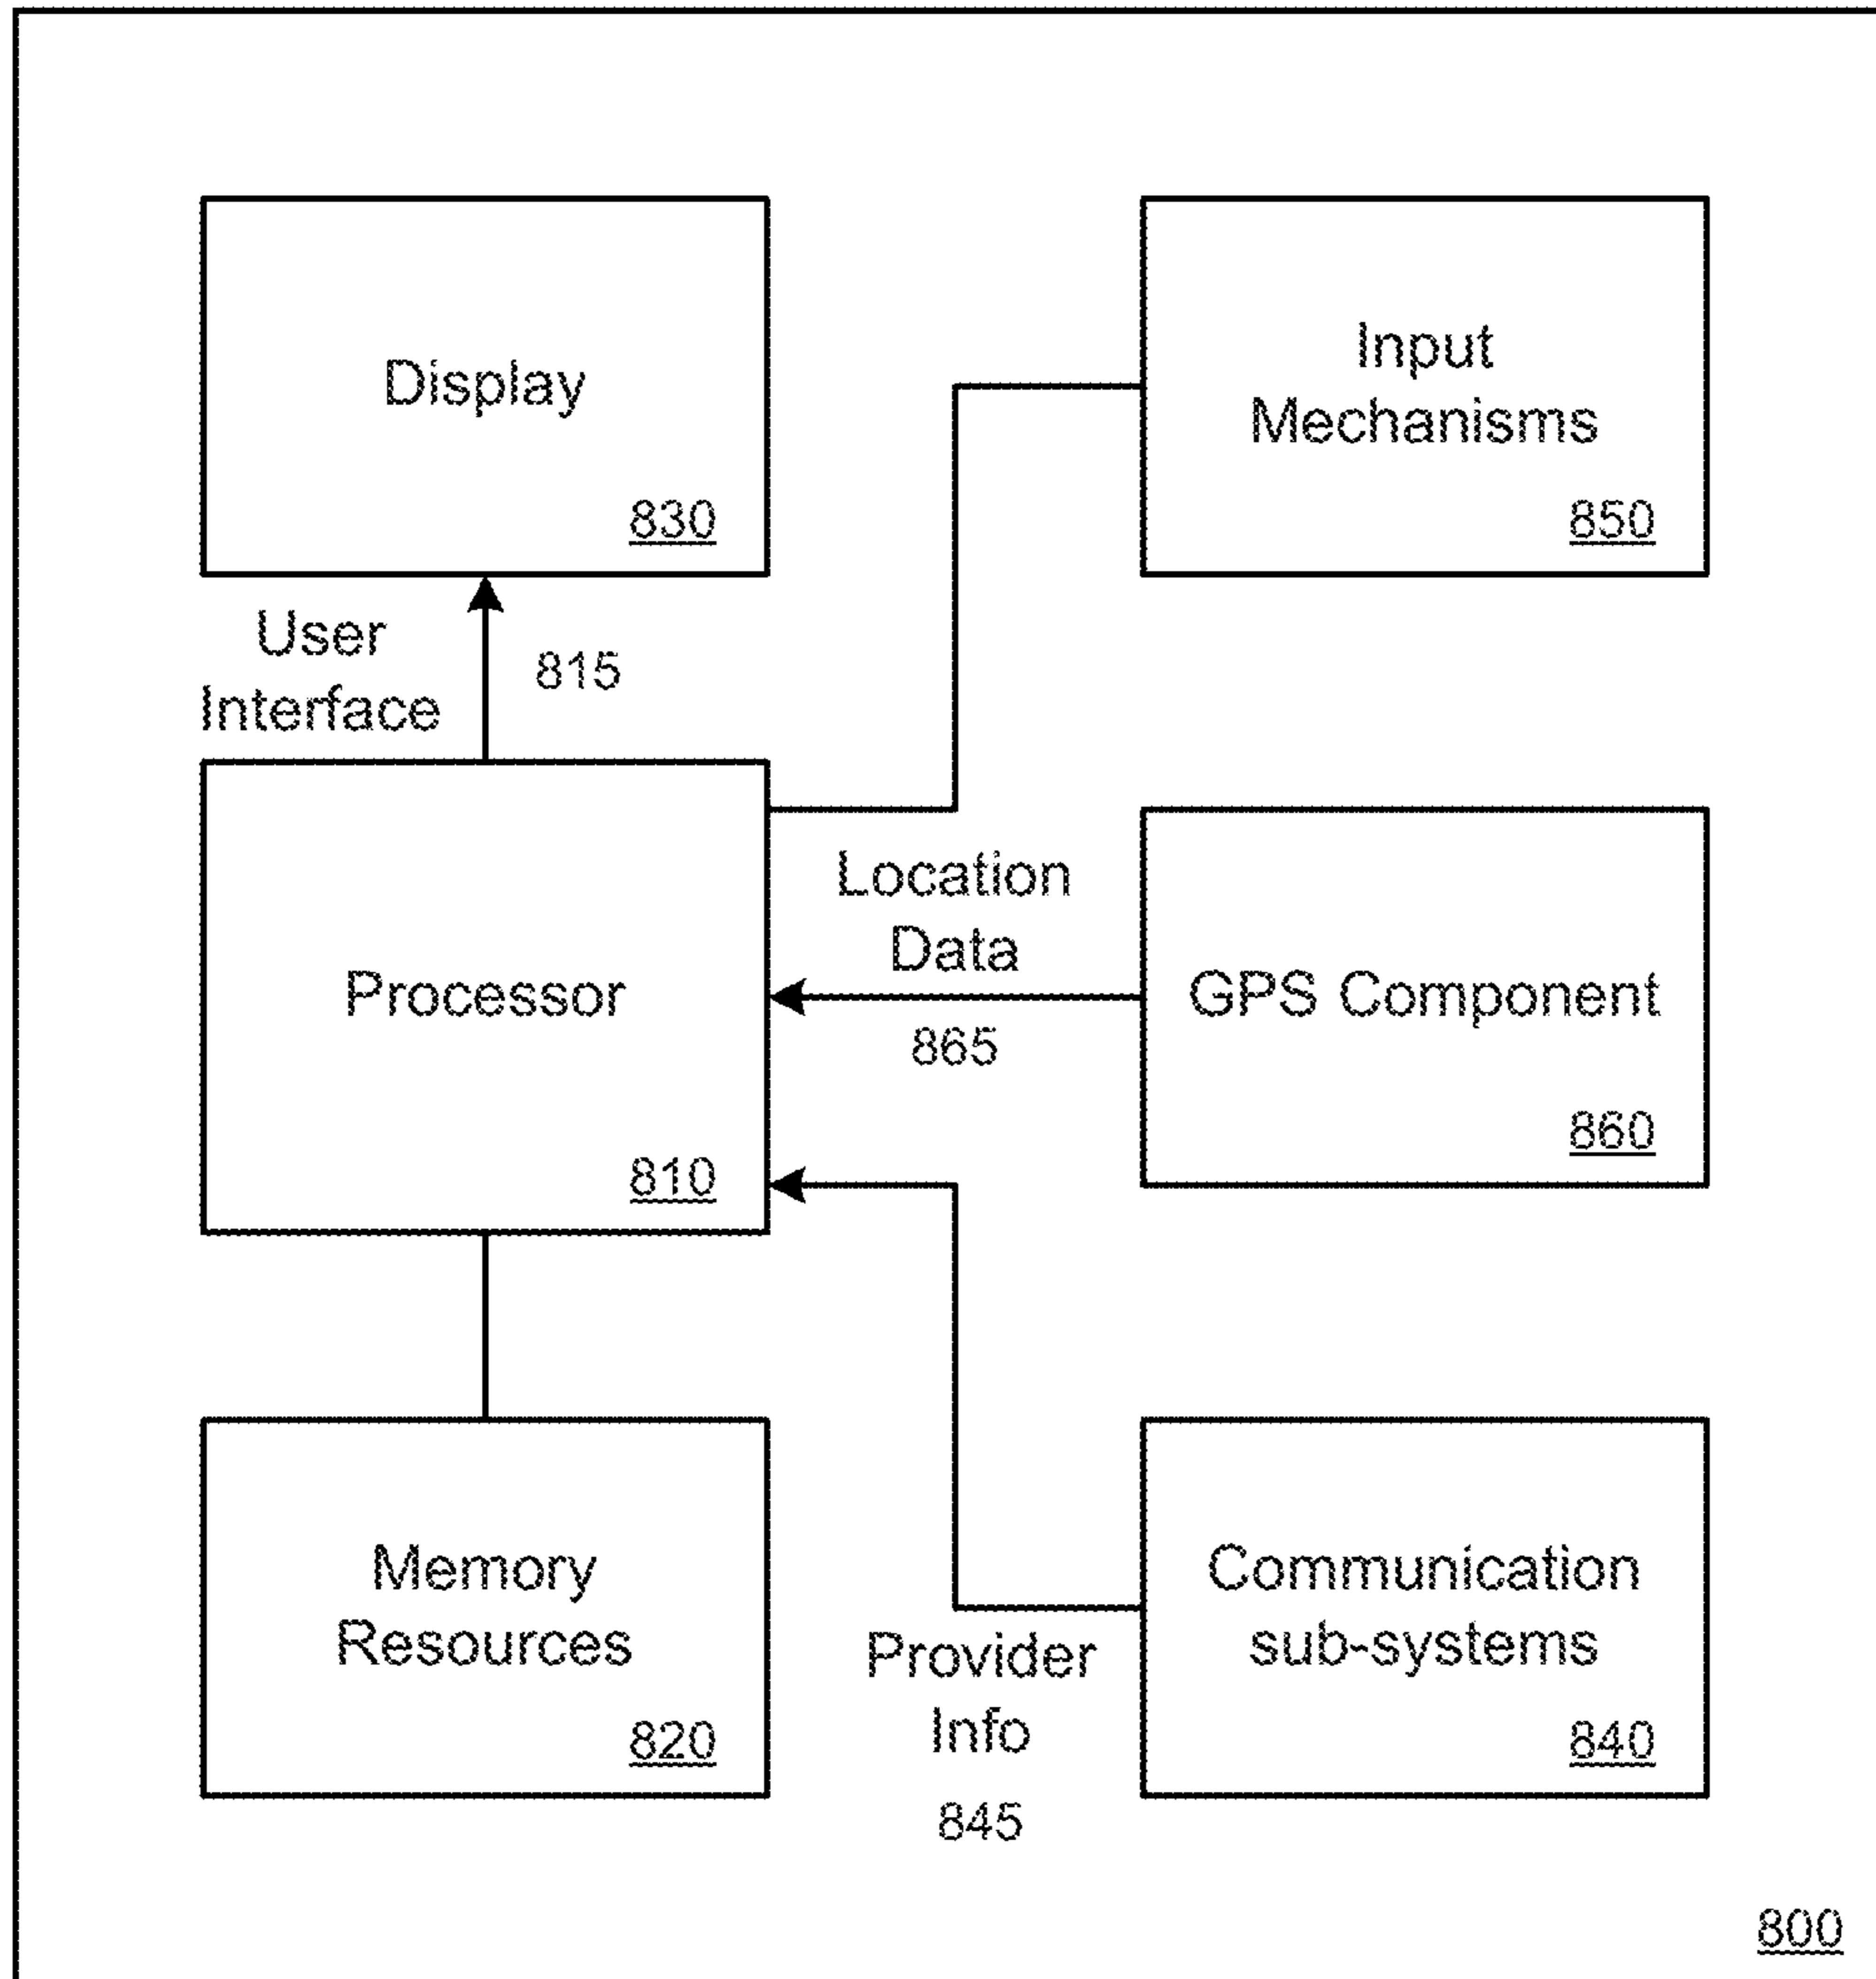 Display
830
Input
Mechanisms
850
User
Interface
815
Processor
810
Location
Data
865
GPS Component
860
Memory
Resources
820
Provider
Info
845
Communication
sub-systems
840
800